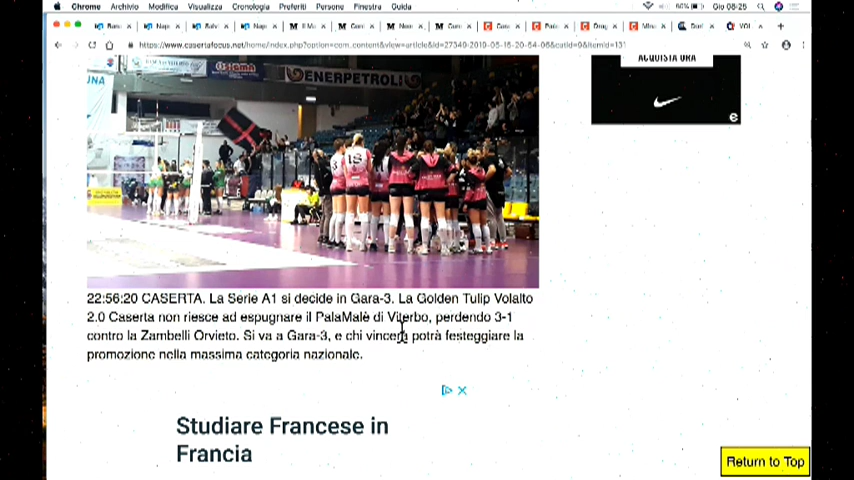 Chrome Archivio Modifica Visualizza Cronologia Preferiti Persone Finestra Guida
Gio 08:25
ACQUISTA ORA
siema
ENERPETROLI
18
22:56:20 CASERTA. La Serie A1 si decide in Gara-3. La Golden Tulip Volalto
2.0 Caserta non riesce ad espugnare il PalaMalè di Viterbo, perdendo 3-1
contro la Zambelli Orvieto. Si va a Gara-3, e chi vincerà potrà festeggiare la
promozione nella massima categoria nazionale.
Studiare Francese in
Francia
Return to Top